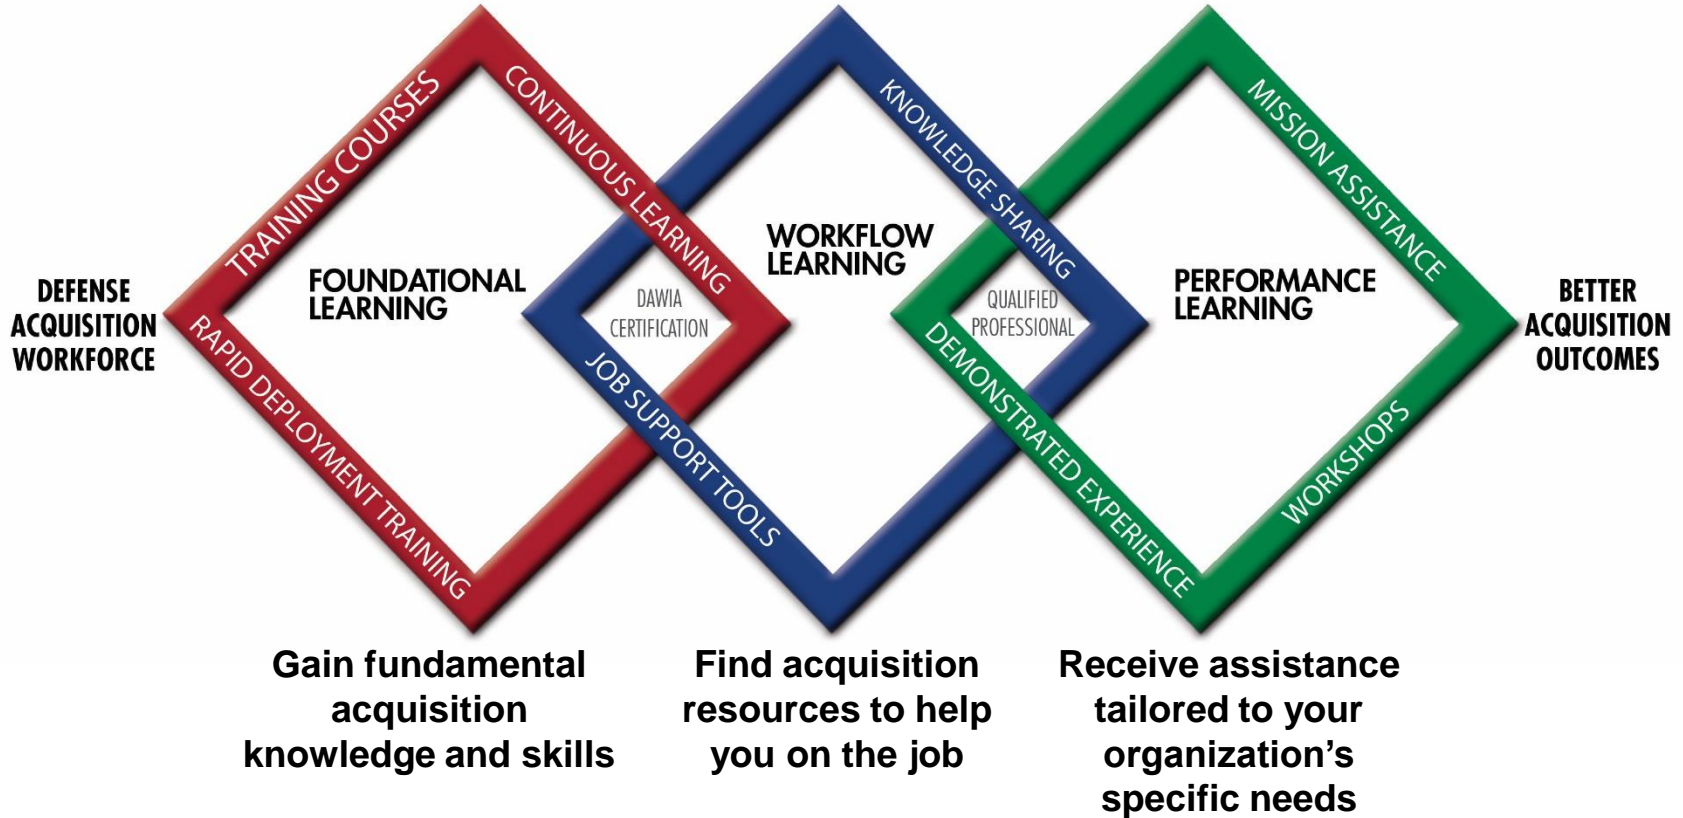 TRAINING COURSES
CONTINUOUS LEARNING
KNOWLEDGE SHARING
MISSION ASSISTANCE
DEFENSE
ACQUISITION
WORKFORCE
FOUNDATIONAL
LEARNING
DAWIA
CERTIFICATION
WORKFLOW
LEARNING
QUALIFIED
PROFESSIONAL
PERFORMANCE
LEARNING
BETTER
ACQUISITION
OUTCOMES
RAPID DEPLOYMENT TRAINING
JOB SUPPORT TOOLS
DEMONSTRATED EXPERIENCE
WORKSHOPS
Gain fundamental
acquisition
knowledge and skills
Find acquisition
resources to help
you on the job
Receive assistance
tailored to your
organization’s
specific needs